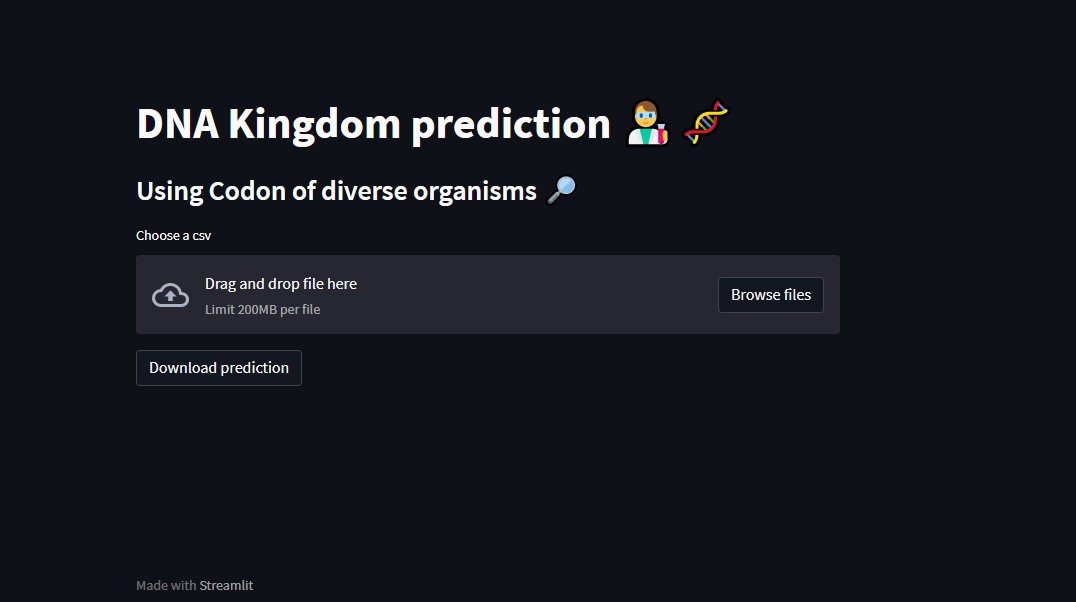 DNA Kingdom prediction 👨‍🔬 🧬
Using Codon of diverse organisms 🔎
Choose a csv
Drag and drop file here
Limit 200MB per file
Browse files
Download prediction
Made with Streamlit